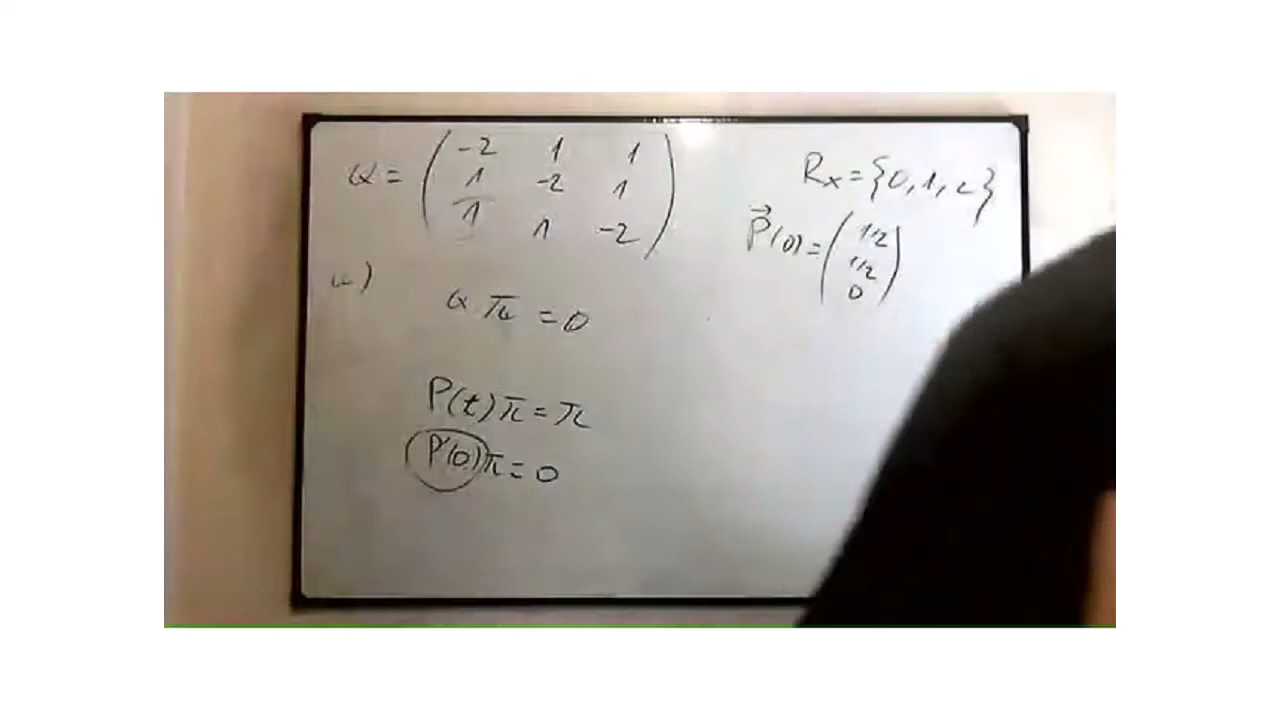 Q = ( -2 1 1
1 -2 1
1 1 -2 )
Rx = {0, 1, 2}
P⃗(0) = ( 1/2
1/2
0 )
a)
Q π = 0
P(t) π = π
P'(0) π = 0